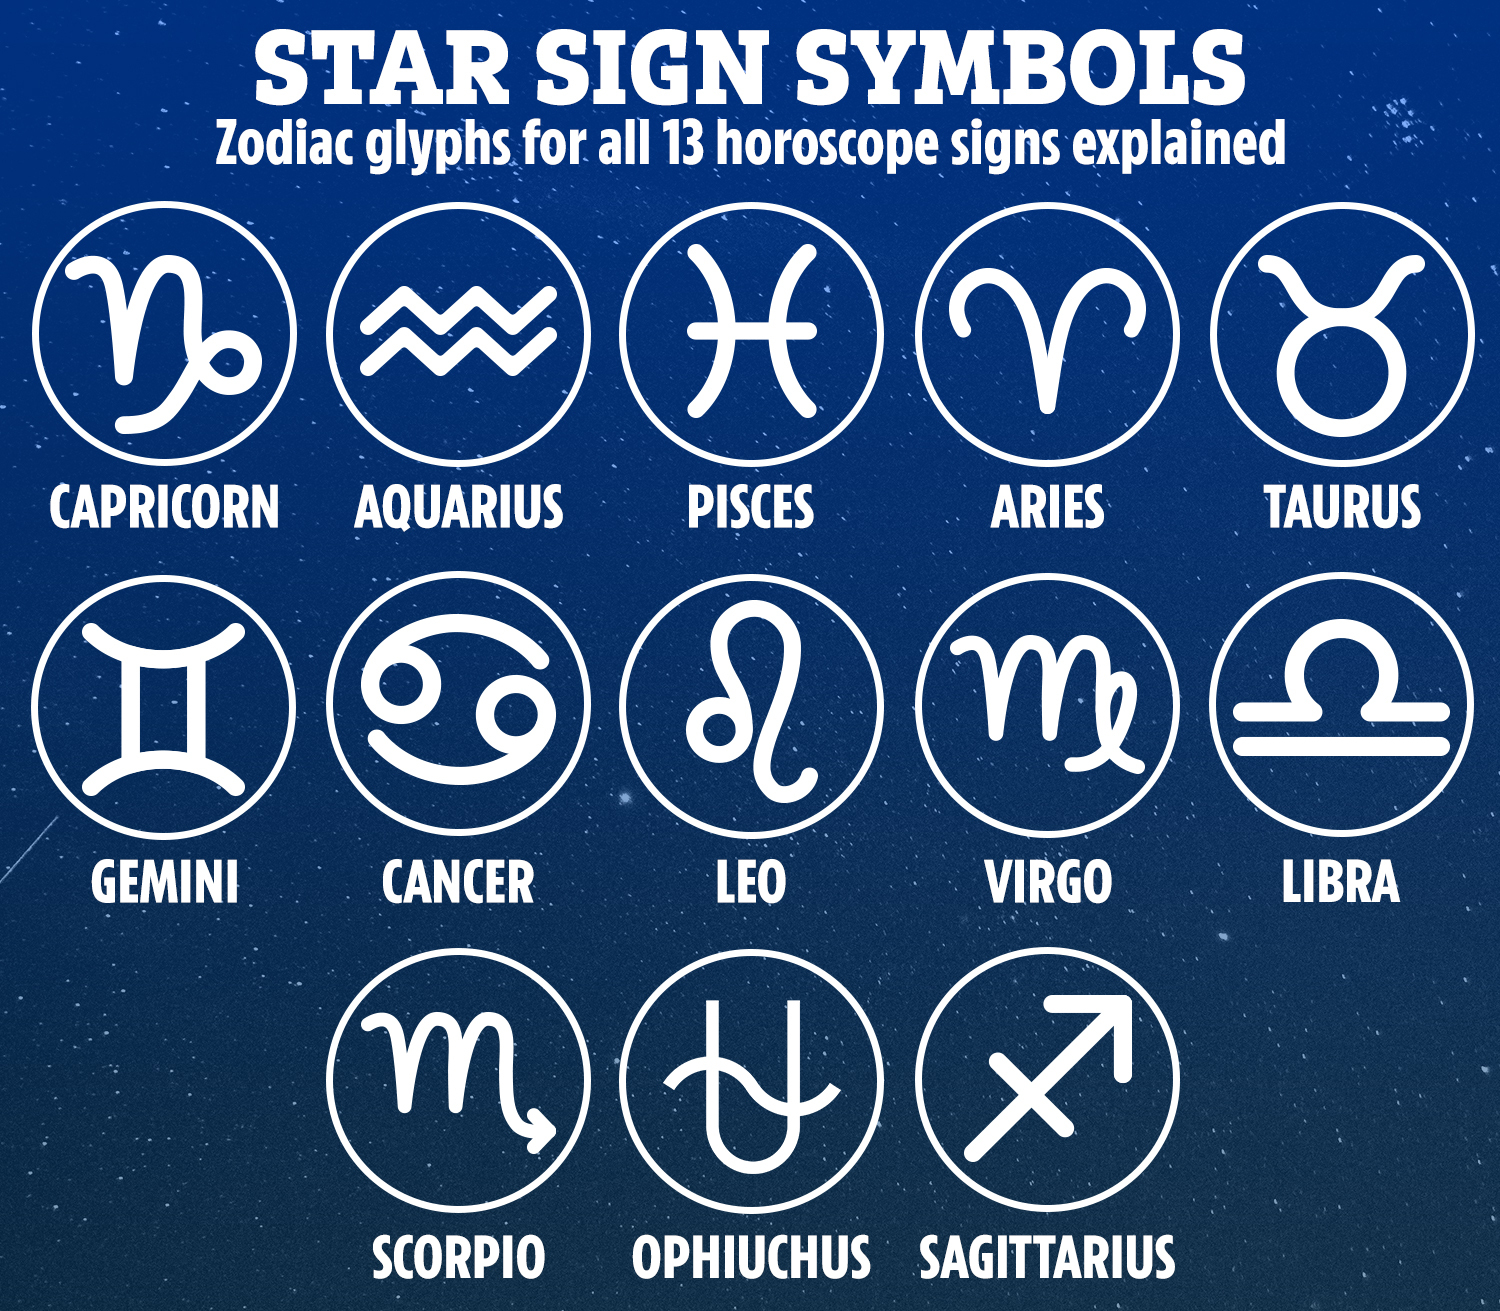 STAR SIGN SYMBOLS
Zodiac glyphs for all 13 horoscope signs explained
CAPRICORN AQUARIUS PISCES ARIES TAURUS
GEMINI CANCER LEO VIRGO LIBRA
SCORPIO OPHIUCHUS SAGITTARIUS